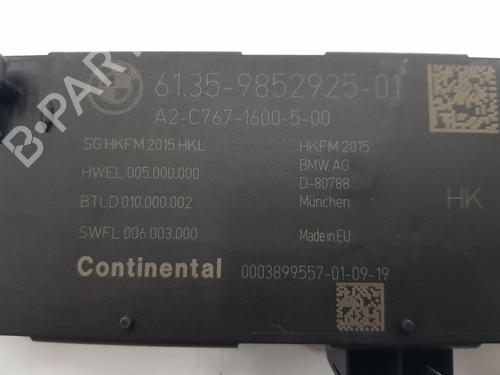 61.35-9852925-01
A2-C767-1600-5-00
SG HKFM 2015 HKL
HWEL 005.000.000
BTLD 010.000.002
SWFL 006.003.000
HKFM 2015
BMW AG
D-80788
München
Made in EU
HK
Continental 0003899557-01-09-19